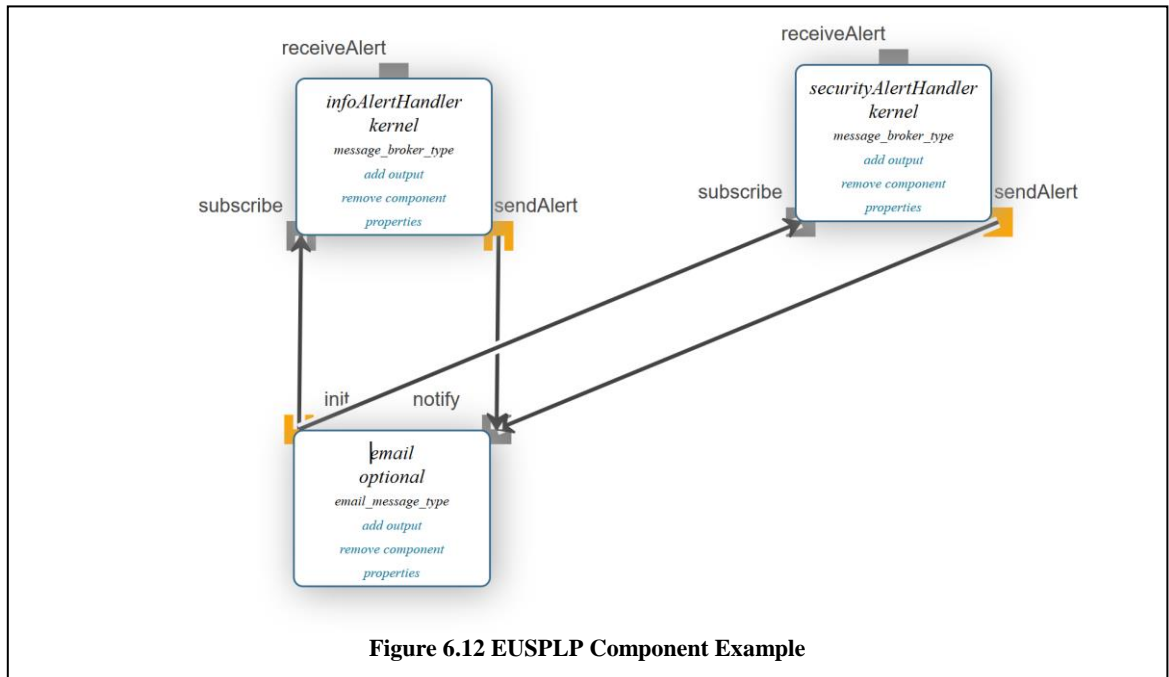 receiveAlert
infoAlertHandler
kernel
message_broker_type
add output
remove component
properties
subscribe
sendAlert
receiveAlert
securityAlertHandler
kernel
message_broker_type
add output
remove component
properties
subscribe
sendAlert
init
notify
email
optional
email_message_type
add output
remove component
properties
Figure 6.12 EUSPLP Component Example